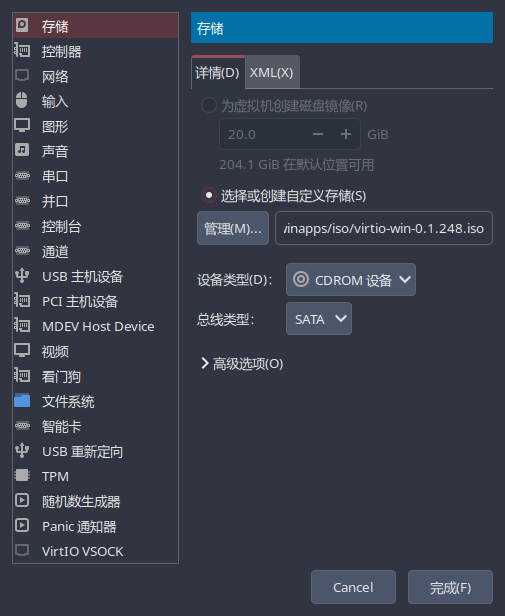 存储
控制器
网络
输入
图形
声音
串口
并口
控制台
通道
USB 主机设备
PCI 主机设备
MDEV Host Device
视频
看门狗
文件系统
智能卡
USB 重新定向
TPM
随机数生成器
Panic 通知器
VirtIO VSOCK
存储
详情(D) XML(X)
为虚拟机创建磁盘镜像(R)
20.0 − + GiB
204.1 GiB 在默认位置可用
选择或创建自定义存储(S)
管理(M)... inapps/iso/virtio-win-0.1.248.iso
设备类型(D): CDROM 设备
总线类型: SATA
高级选项(O)
Cancel 完成(F)